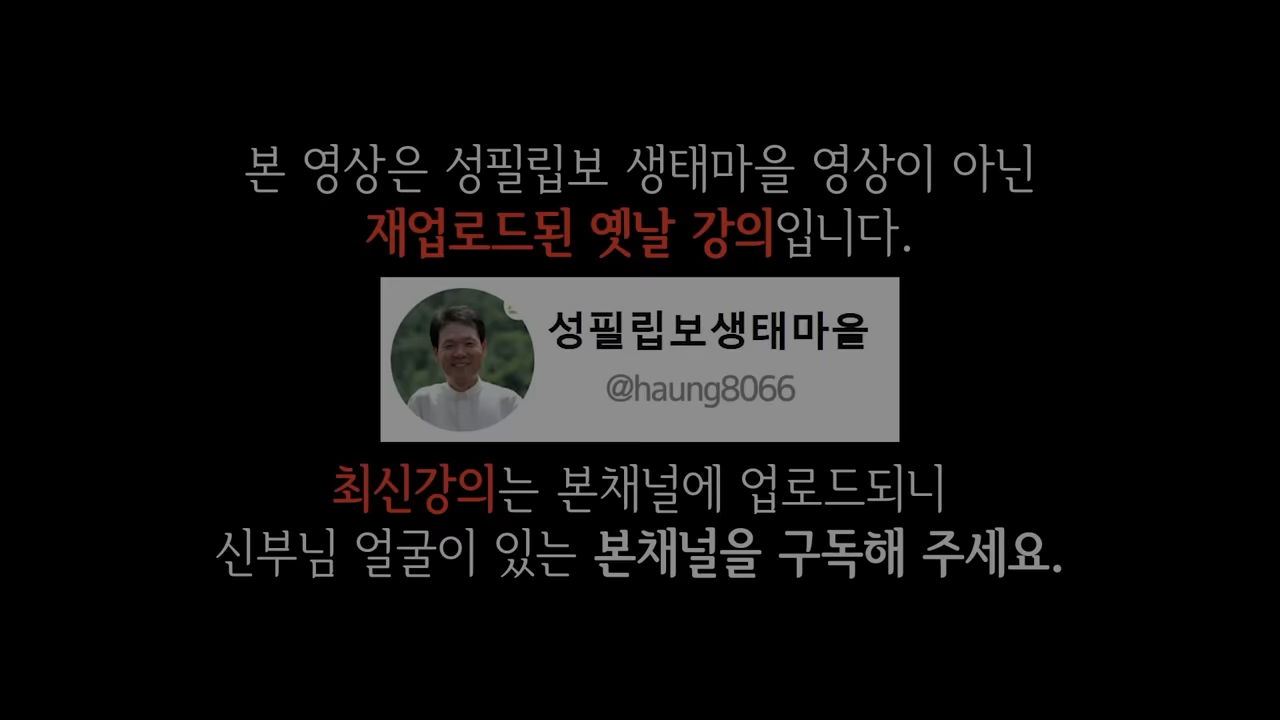 본 영상은 성필립보 생태마을 영상이 아닌
재업로드된 옛날 강의입니다.
성필립보생태마을
@haung8066
최신강의는 본채널에 업로드되니
신부님 얼굴이 있는 본채널을 구독해 주세요.